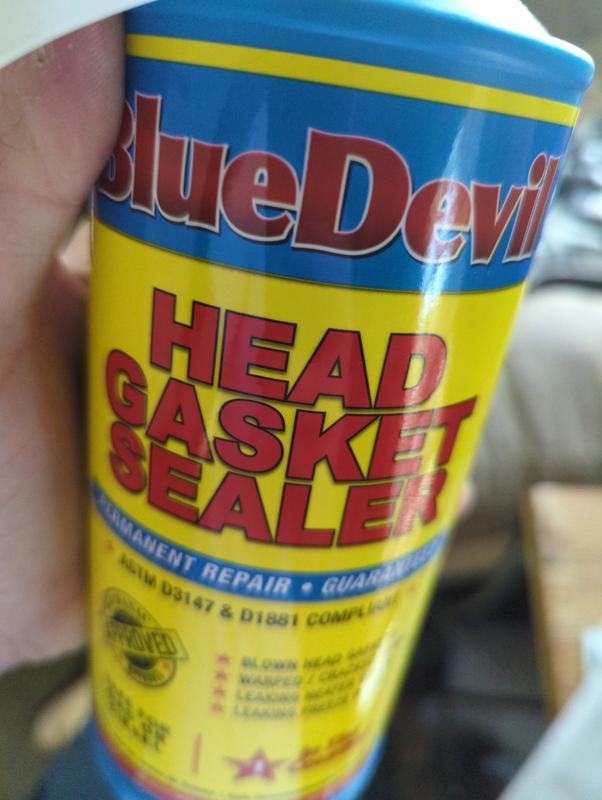 BlueDevil
HEAD
GASKET
SEALER
PERMANENT REPAIR • GUARANTEED
ASTM D3147 & D1881 COMPLIANT
APPROVED
BLOWN HEAD
WARPED / CRACKED
LEAKING HEATER
LEAKING FREEZE